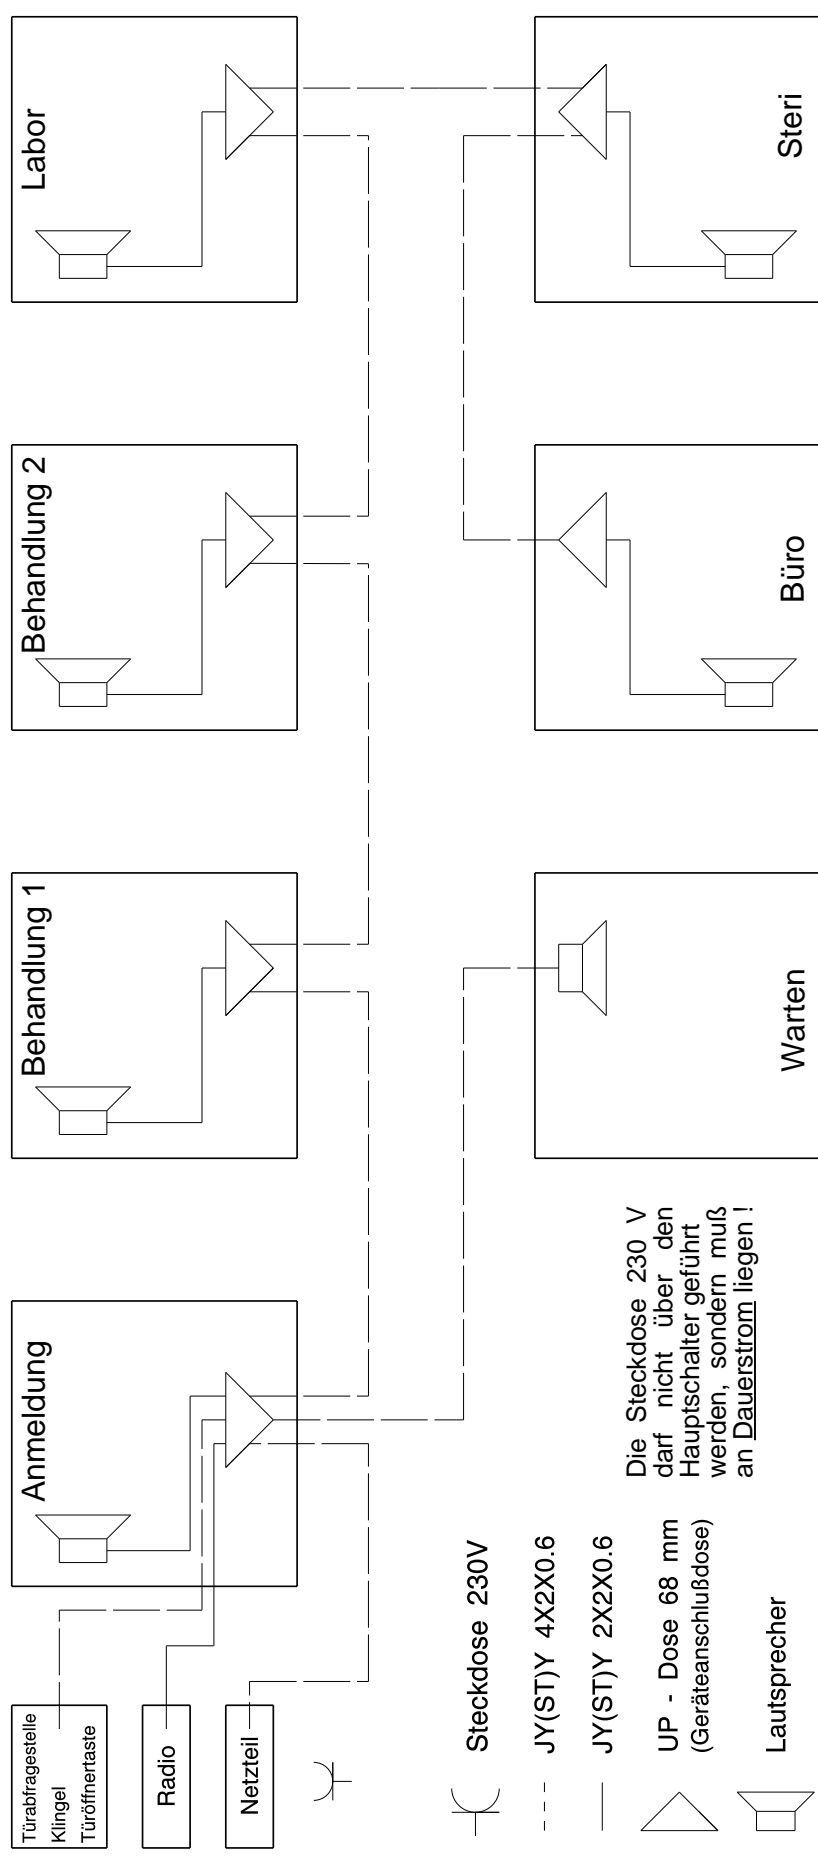 Türabfragestelle
Klingel
Türöffnertaste
Radio
Netzteil
Anmeldung
Behandlung 1
Behandlung 2
Labor
Steckdose 230V
JY(ST)Y 4X2X0.6
JY(ST)Y 2X2X0.6
UP - Dose 68 mm
(Geräteanschlußdose)
Lautsprecher
Die Steckdose 230 V
darf nicht über den
Hauptschalter geführt
werden, sondern muß
an Dauerstrom liegen !
Warten
Büro
Steri